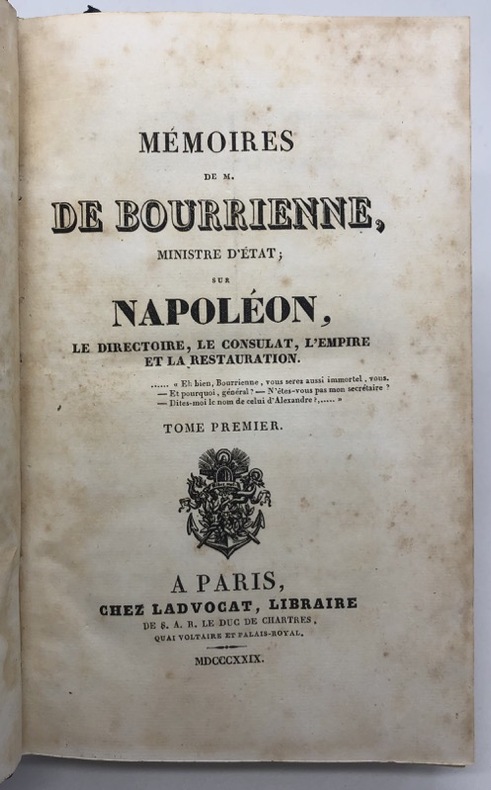 MÉMOIRES
DE M.
DE BOURRIENNE,
MINISTRE D'ÉTAT;
SUR
NAPOLÉON,
LE DIRECTOIRE, LE CONSULAT, L'EMPIRE
ET LA RESTAURATION.
...... « Eh bien, Bourrienne, vous serez aussi immortel, vous.
— Et pourquoi, général? — N'êtes-vous pas mon secrétaire?
— Dites-moi le nom de celui d'Alexandre?,..... »
TOME PREMIER.
A PARIS,
CHEZ LADVOCAT, LIBRAIRE
DE S. A. R. LE DUC DE CHARTRES,
QUAI VOLTAIRE ET PALAIS-ROYAL.
MDCCCXXIX.